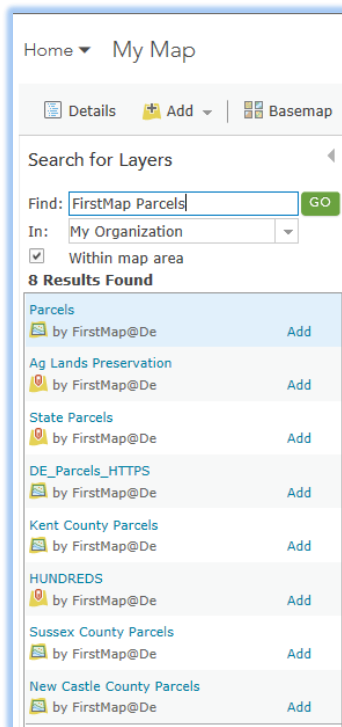 Home My Map
Details Add Basemap
Search for Layers
Find: FirstMap Parcels GO
In: My Organization
Within map area
8 Results Found
Parcels
by FirstMap@De Add
Ag Lands Preservation
by FirstMap@De Add
State Parcels
by FirstMap@De Add
DE_Parcels_HTTPS
by FirstMap@De Add
Kent County Parcels
by FirstMap@De Add
HUNDREDS
by FirstMap@De Add
Sussex County Parcels
by FirstMap@De Add
New Castle County Parcels
by FirstMap@De Add